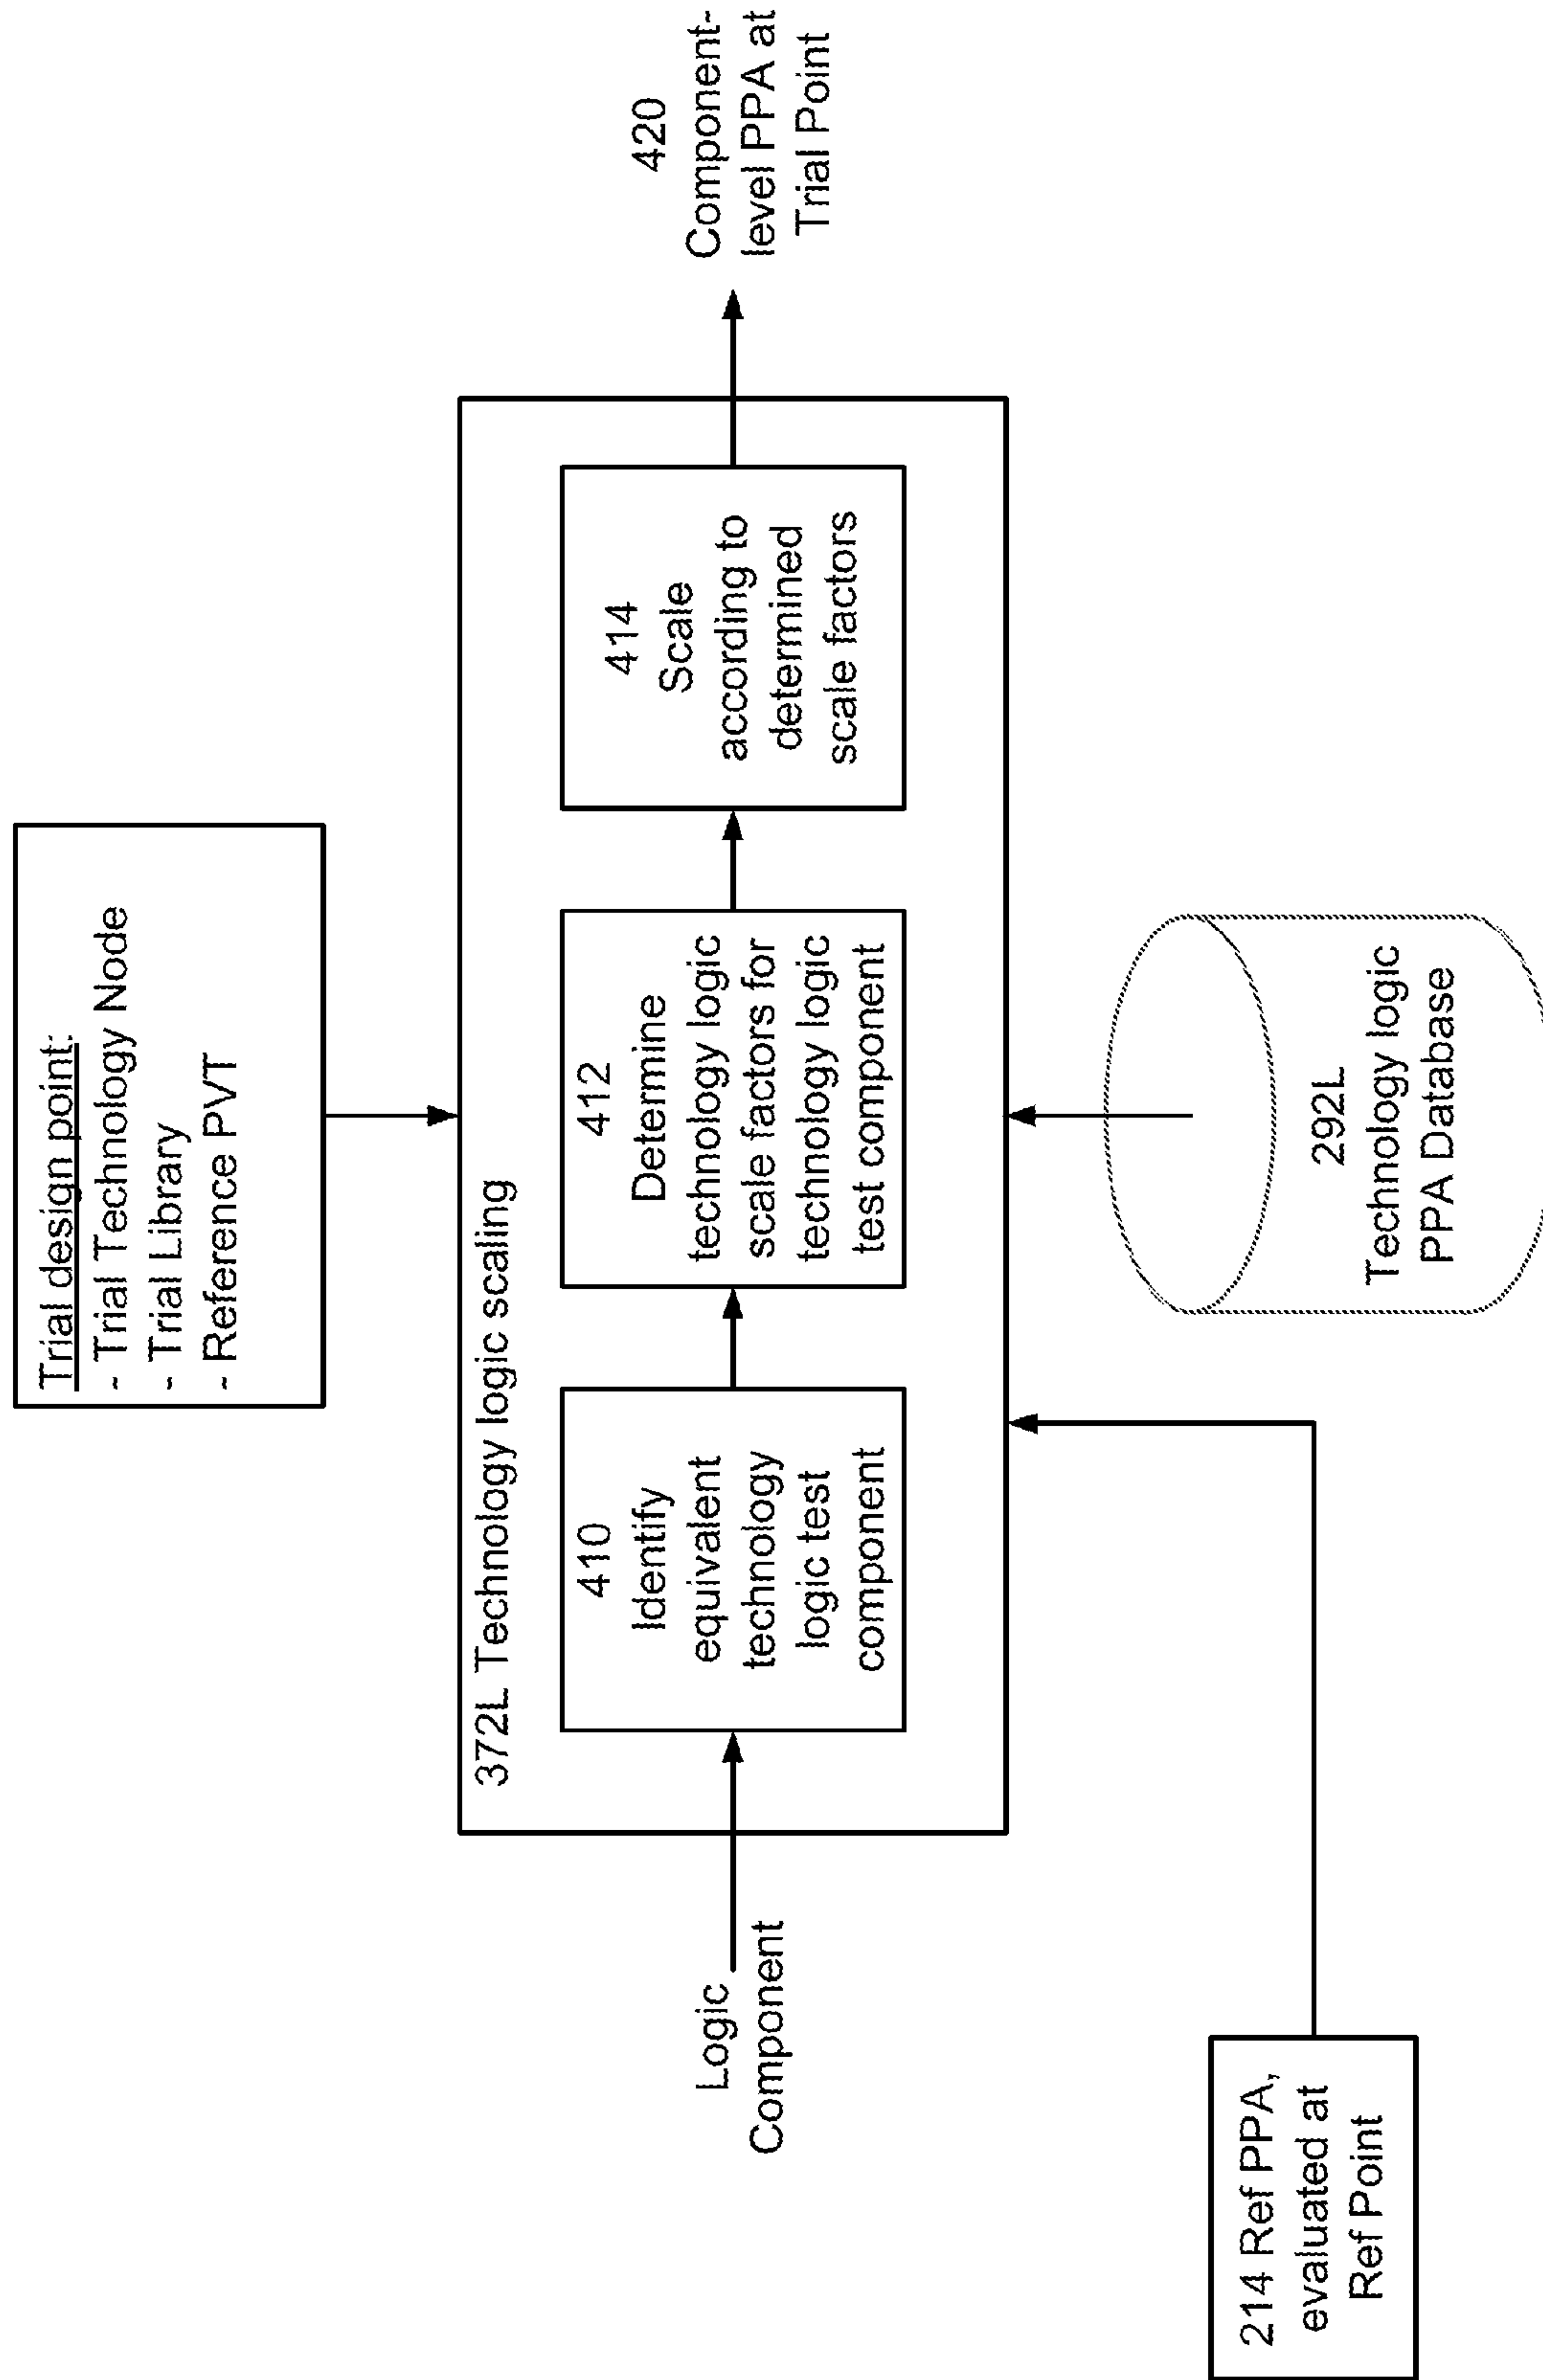 Trial design point:
- Trial Technology Node
- Trial Library
- Reference PVT
372L Technology logic scaling
Logic
Component
410
Identify
equivalent
technology
logic test
component
412
Determine
technology logic
scale factors for
technology logic
test component
414
Scale
according to
determined
scale factors
420
Component-
level PPA at
Trial Point
214 Ref PPA,
evaluated at
Ref Point
292L
Technology logic
PPA Database